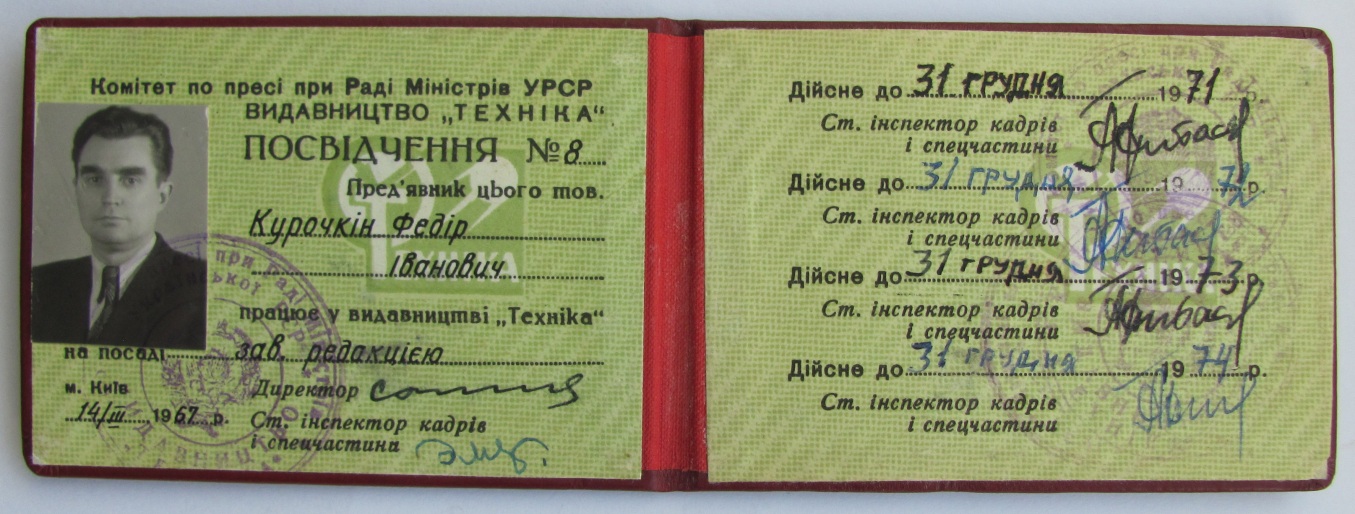 Комітет по пресі при Раді Міністрів УРСР
ВИДАВНИЦТВО „ТЕХНІКА“
ПОСВІДЧЕННЯ № 8
Пред'явник цього тов.
Курочкін Федір
Іванович
працює у видавництві „Техніка“
на посаді зав. редакцією
м. Київ
14/III 1967 р.
Директор
Ст. інспектор кадрів
і спецчастина
Дійсне до 31 грудня 1971 р.
Ст. інспектор кадрів
і спецчастини
Дійсне до 31 грудня 1972 р.
Ст. інспектор кадрів
і спецчастини
Дійсне до 31 грудня 1973 р.
Ст. інспектор кадрів
і спецчастини
Дійсне до 31 грудня 1974 р.
Ст. інспектор кадрів
і спецчастини